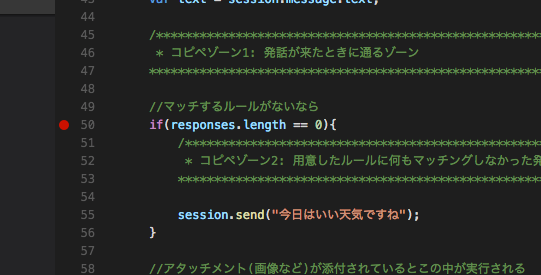 43 var text = session.message.text;
44
45 /******************************************************
46 * コピペゾーン1: 発話が来たときに通るゾーン
47 ******************************************************
48
49 //マッチするルールがないなら
50 if(responses.length == 0){
51 /**************************************************
52 * コピペゾーン2: 用意したルールに何もマッチングしなかった発
53 **************************************************
54
55 session.send("今日はいい天気ですね");
56 }
57
58 //アタッチメント(画像など)が添付されているとこの中が実行される